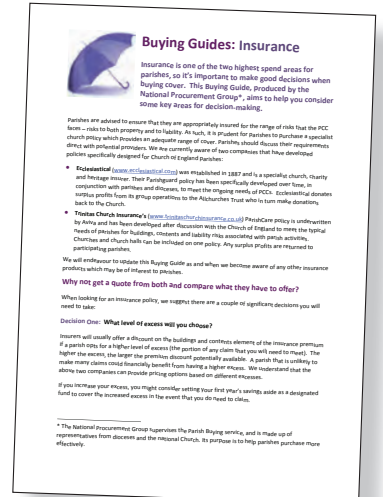 Buying Guides: Insurance
Insurance is one of the two highest spend areas for
parishes, so it's important to make good decisions when
buying cover. This Buying Guide, produced by the
National Procurement Group*, aims to help you consider
some key areas for decision-making.
Parishes are advised to ensure that they are appropriately insured for the range of risks that the PCC
faces – risks to both property and to liability. As such, it is prudent for Parishes to purchase a specialist
church policy which provides an adequate range of cover. Parishes should discuss their requirements
direct with potential providers. We are currently aware of two companies that have developed
policies specifically designed for Church of England Parishes:
• Ecclesiastical (www.ecclesiastical.com) was established in 1887 and is a specialist church, charity
and heritage insurer. Their Parishguard policy has been specifically developed over time, in
conjunction with parishes and dioceses, to meet the ongoing needs of PCCs. Ecclesiastical donates
surplus profits from its group operations to the Allchurches Trust who in turn make donations
back to the Church.
• Trinitas Church Insurance's (www.trinitaschurchinsurance.co.uk) ParishCare policy is underwritten
by Aviva and has been developed after discussion with the Church of England to meet the typical
needs of parishes for buildings, contents and liability risks associated with parish activities.
Churches and church halls can be included on one policy. Any surplus profits are returned to
participating parishes.
We will endeavour to update this Buying Guide as and when we become aware of any other insurance
products which may be of interest to parishes.
Why not get a quote from both and compare what they have to offer?
When looking for an insurance policy, we suggest there are a couple of significant decisions you will
need to take:
Decision One: What level of excess will you choose?
Insurers will usually offer a discount on the buildings and contents element of the insurance premium
if a parish opts for a higher level of excess (the portion of any claim that you will need to meet). The
higher the excess, the larger the premium discount potentially available. A parish that is unlikely to
make many claims could financially benefit from having a higher excess. We understand that the
above two companies can provide pricing options based on different excesses.
If you increase your excess, you might consider setting your first year's savings aside as a designated
fund to cover the increased excess in the event that you do need to claim.
* The National Procurement Group supervises the Parish Buying service, and is made up of
representatives from dioceses and the national Church. Its purpose is to help parishes purchase more
effectively.